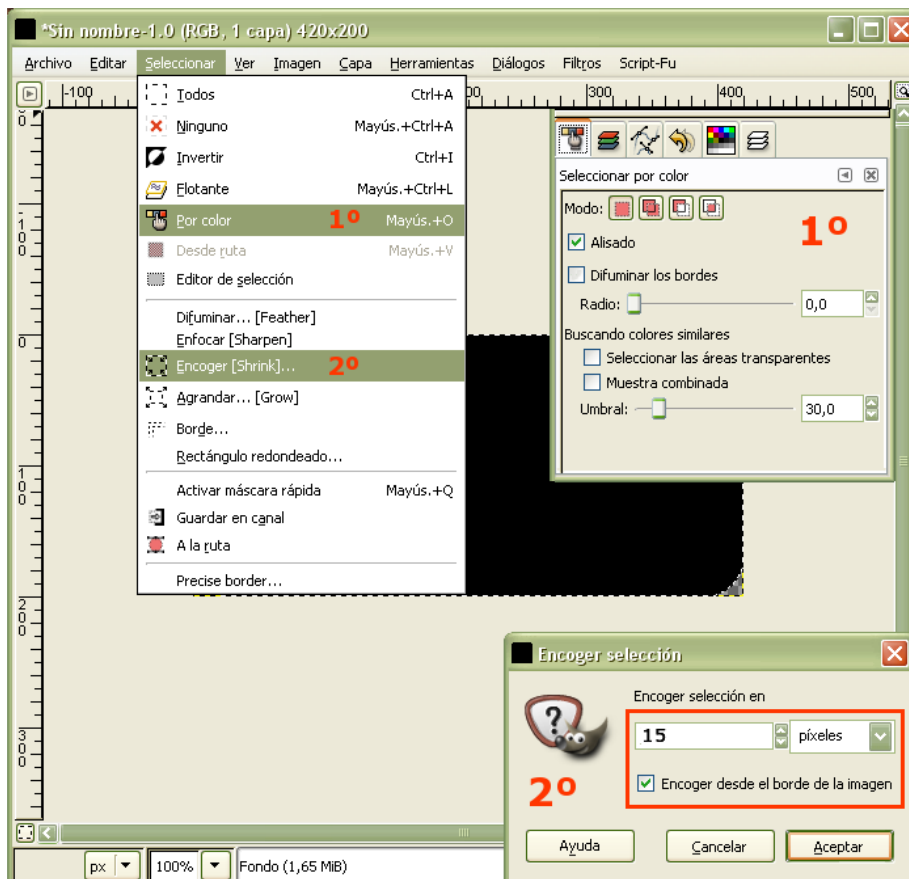 *Sin nombre-1.0 (RGB, 1 capa) 420x200
Archivo Editar Seleccionar Ver Imagen Capa Herramientas Diálogos Filtros Script-Fu
-100 300 400 500
Todos Ctrl+A
Ninguno Mayús.+Ctrl+A
Invertir Ctrl+I
Flotante Mayús.+Ctrl+L
Por color 1º Mayús.+O
Desde ruta Mayús.+V
Editor de selección
Difuminar... [Feather]
Enfocar [Sharpen]
Encoger [Shrink]... 2º
Agrandar... [Grow]
Borde...
Rectángulo redondeado...
Activar máscara rápida Mayús.+Q
Guardar en canal
A la ruta
Precise border...
Seleccionar por color
Modo: 1º
Alisado
Difuminar los bordes
Radio: 0,0
Buscando colores similares
Seleccionar las áreas transparentes
Muestra combinada
Umbral: 30,0
-100
0
100
200
300
Encoger selección
Encoger selección en
15 píxeles
2º Encoger desde el borde de la imagen
Ayuda Cancelar Aceptar
px 100% Fondo (1,65 MiB)